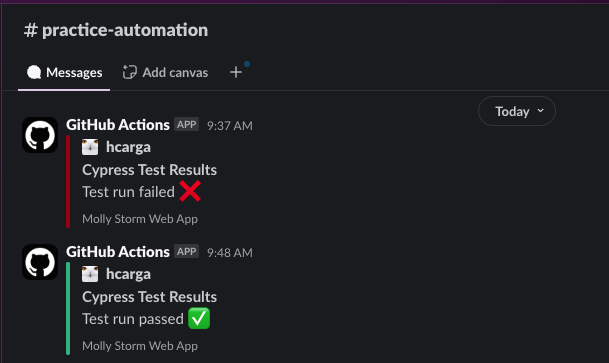 # practice-automation
Messages Add canvas +
Today
GitHub Actions APP 9:37 AM
hcarga
Cypress Test Results
Test run failed ❌
Molly Storm Web App
GitHub Actions APP 9:48 AM
hcarga
Cypress Test Results
Test run passed ✅
Molly Storm Web App